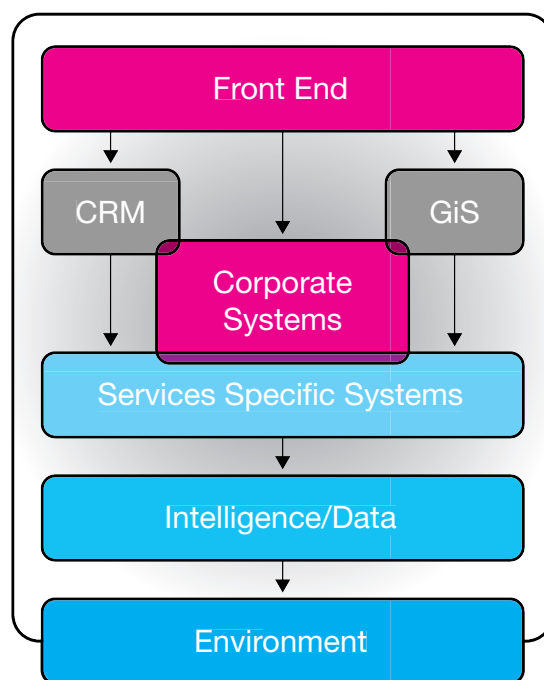 Front End
CRM
GiS
Corporate
Systems
Services Specific Systems
Intelligence/Data
Environment